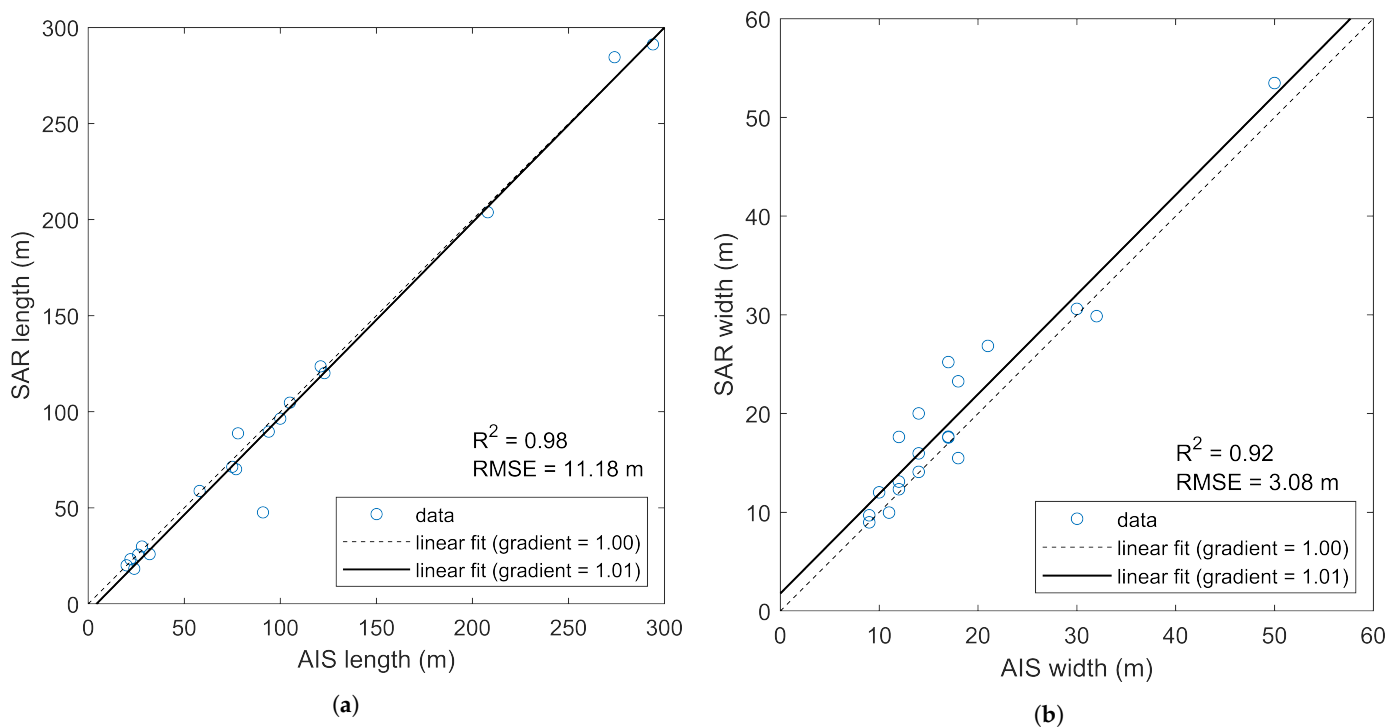 300
250
200
150
100
50
0
SAR length (m)
R2 = 0.98
RMSE = 11.18 m
data
linear fit (gradient = 1.00)
linear fit (gradient = 1.01)
0 50 100 150 200 250 300
AIS length (m)
(a)
60
50
40
30
20
10
0
SAR width (m)
R2 = 0.92
RMSE = 3.08 m
data
linear fit (gradient = 1.00)
linear fit (gradient = 1.01)
0 10 20 30 40 50 60
AIS width (m)
(b)